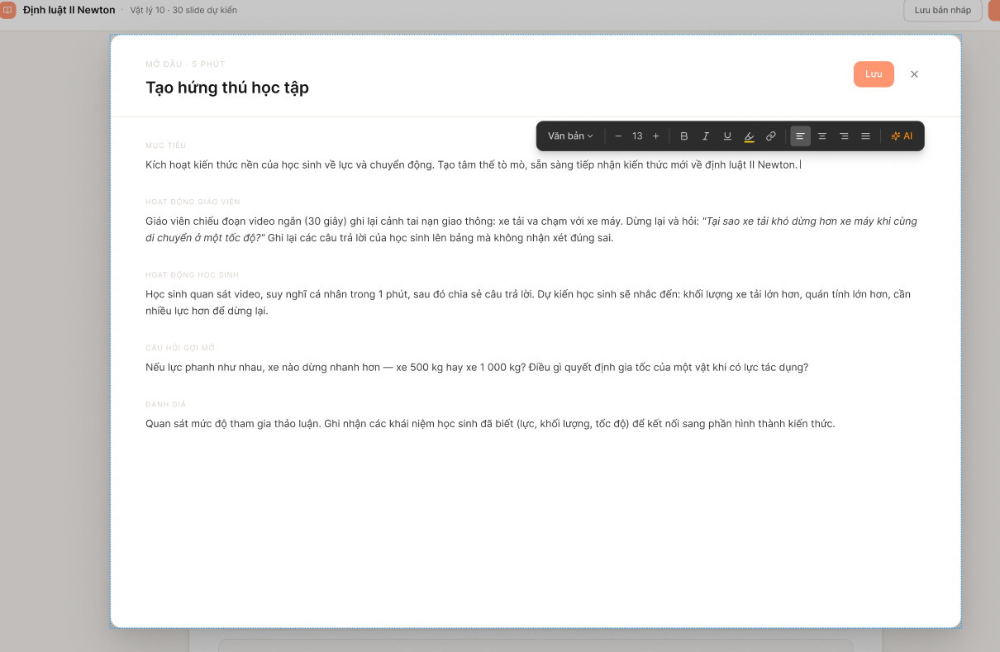 Định luật II Newton · Vật lý 10 · 30 slide dự kiến
Lưu bản nháp
MỞ ĐẦU · 5 PHÚT
Tạo hứng thú học tập
Lưu
Văn bản
13
B I U
AI
MỤC TIÊU
Kích hoạt kiến thức nền của học sinh về lực và chuyển động. Tạo tâm thế tò mò, sẵn sàng tiếp nhận kiến thức mới về định luật II Newton.
HOẠT ĐỘNG GIÁO VIÊN
Giáo viên chiếu đoạn video ngắn (30 giây) ghi lại cảnh tai nạn giao thông: xe tải va chạm với xe máy. Dừng lại và hỏi: "Tại sao xe tải khó dừng hơn xe máy khi cùng
di chuyển ở một tốc độ?" Ghi lại các câu trả lời của học sinh lên bảng mà không nhận xét đúng sai.
HOẠT ĐỘNG HỌC SINH
Học sinh quan sát video, suy nghĩ cá nhân trong 1 phút, sau đó chia sẻ câu trả lời. Dự kiến học sinh sẽ nhắc đến: khối lượng xe tải lớn hơn, quán tính lớn hơn, cần
nhiều lực hơn để dừng lại.
CÂU HỎI GỢI MỞ
Nếu lực phanh như nhau, xe nào dừng nhanh hơn — xe 500 kg hay xe 1 000 kg? Điều gì quyết định gia tốc của một vật khi có lực tác dụng?
ĐÁNH GIÁ
Quan sát mức độ tham gia thảo luận. Ghi nhận các khái niệm học sinh đã biết (lực, khối lượng, tốc độ) để kết nối sang phần hình thành kiến thức.